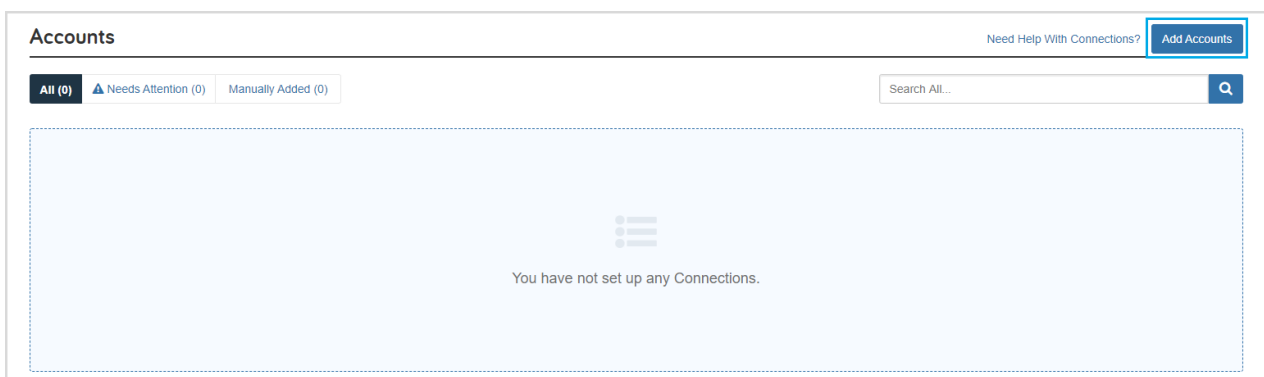 Accounts
Need Help With Connections?
Add Accounts
All (0)
Needs Attention (0)
Manually Added (0)
Search All...
You have not set up any Connections.